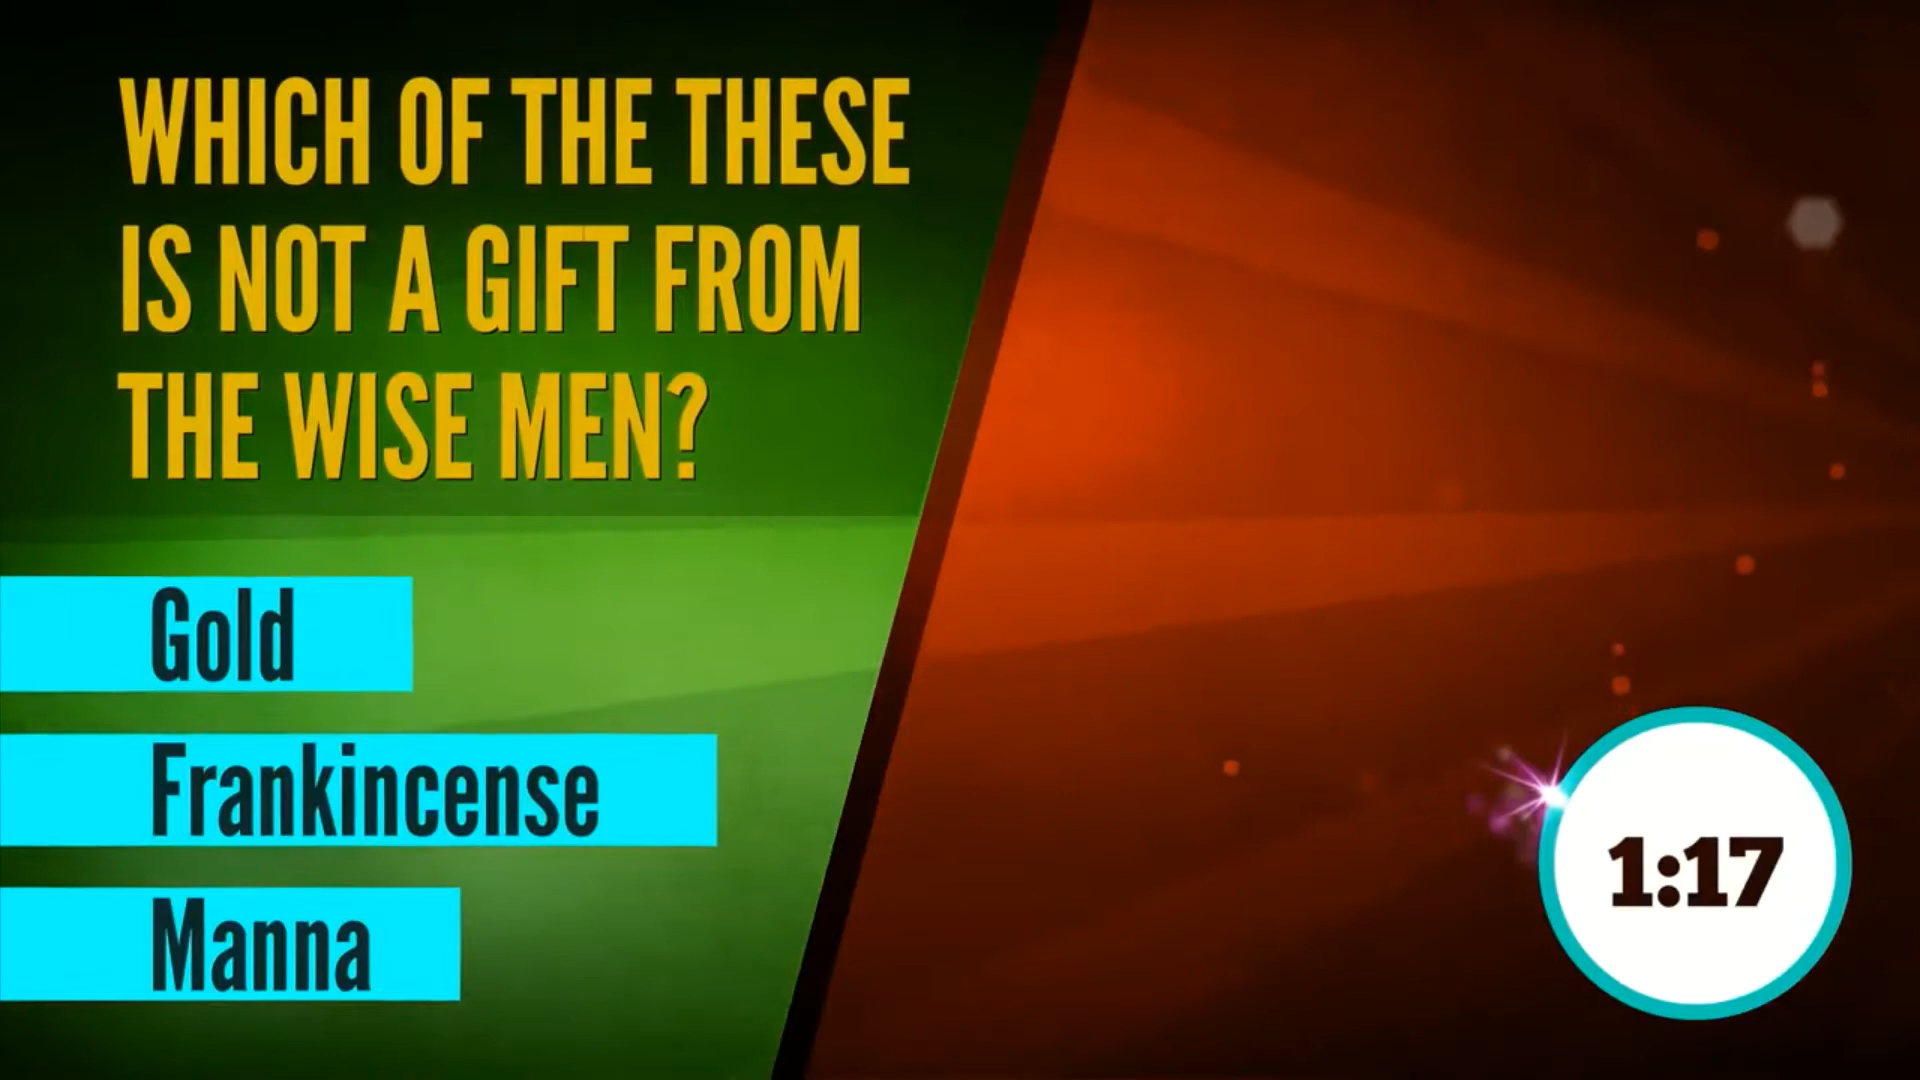 WHICH OF THE THESE
IS NOT A GIFT FROM
THE WISE MEN?
Gold
Frankincense
Manna
1:17